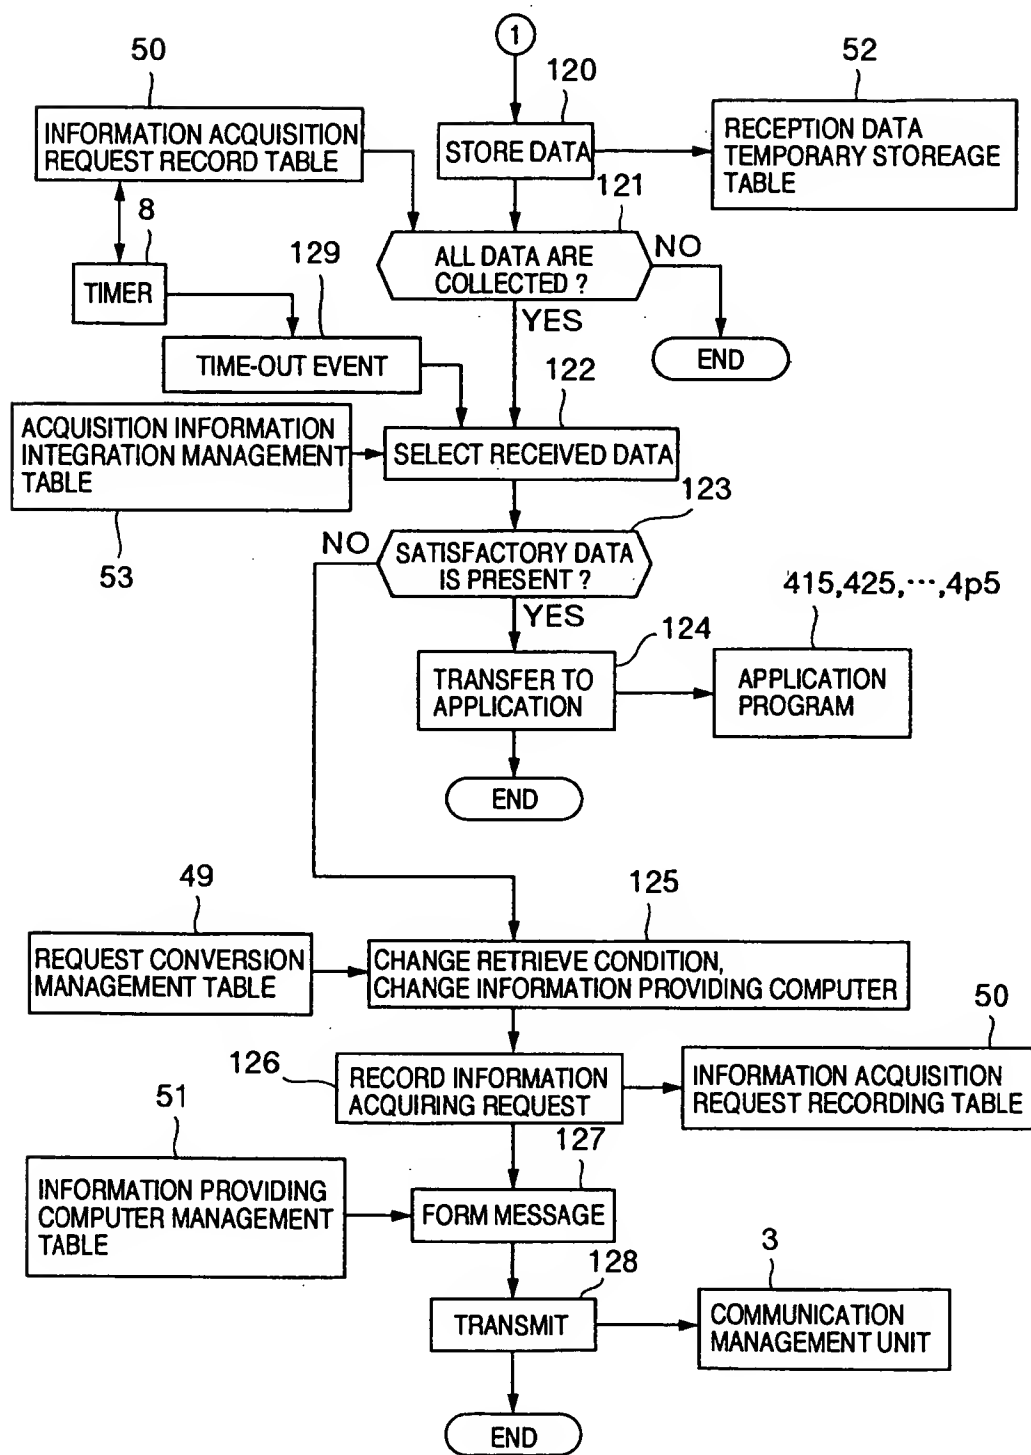 1
50
120
52
INFORMATION ACQUISITION
REQUEST RECORD TABLE
STORE DATA
RECEPTION DATA
TEMPORARY STOREAGE
TABLE
121
8
129
ALL DATA ARE
COLLECTED ?
NO
TIMER
YES
TIME-OUT EVENT
END
122
ACQUISITION INFORMATION
INTEGRATION MANAGEMENT
TABLE
SELECT RECEIVED DATA
123
53
NO
SATISFACTORY DATA
IS PRESENT ?
YES
415,425,···,4p5
124
TRANSFER TO
APPLICATION
APPLICATION
PROGRAM
END
49
125
REQUEST CONVERSION
MANAGEMENT TABLE
CHANGE RETRIEVE CONDITION,
CHANGE INFORMATION PROVIDING COMPUTER
50
126
RECORD INFORMATION
ACQUIRING REQUEST
INFORMATION ACQUISITION
REQUEST RECORDING TABLE
51
127
INFORMATION PROVIDING
COMPUTER MANAGEMENT
TABLE
FORM MESSAGE
128
3
TRANSMIT
COMMUNICATION
MANAGEMENT UNIT
END